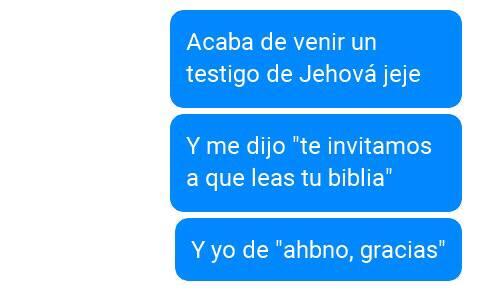 Acaba de venir un
testigo de Jehová jeje
Y me dijo "te invitamos
a que leas tu biblia"
Y yo de "ahbno, gracias"